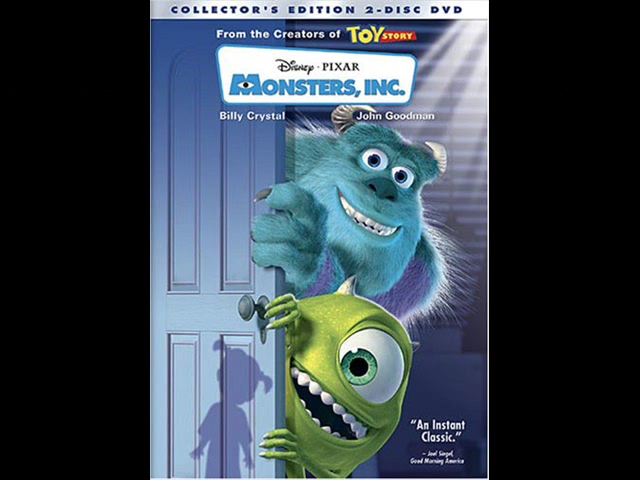 COLLECTOR'S EDITION 2-DISC DVD
From the Creators of TOY STORY
Disney · PIXAR
MONSTERS, INC.
Billy Crystal John Goodman
"An Instant
Classic."
– Joel Siegel,
Good Morning America